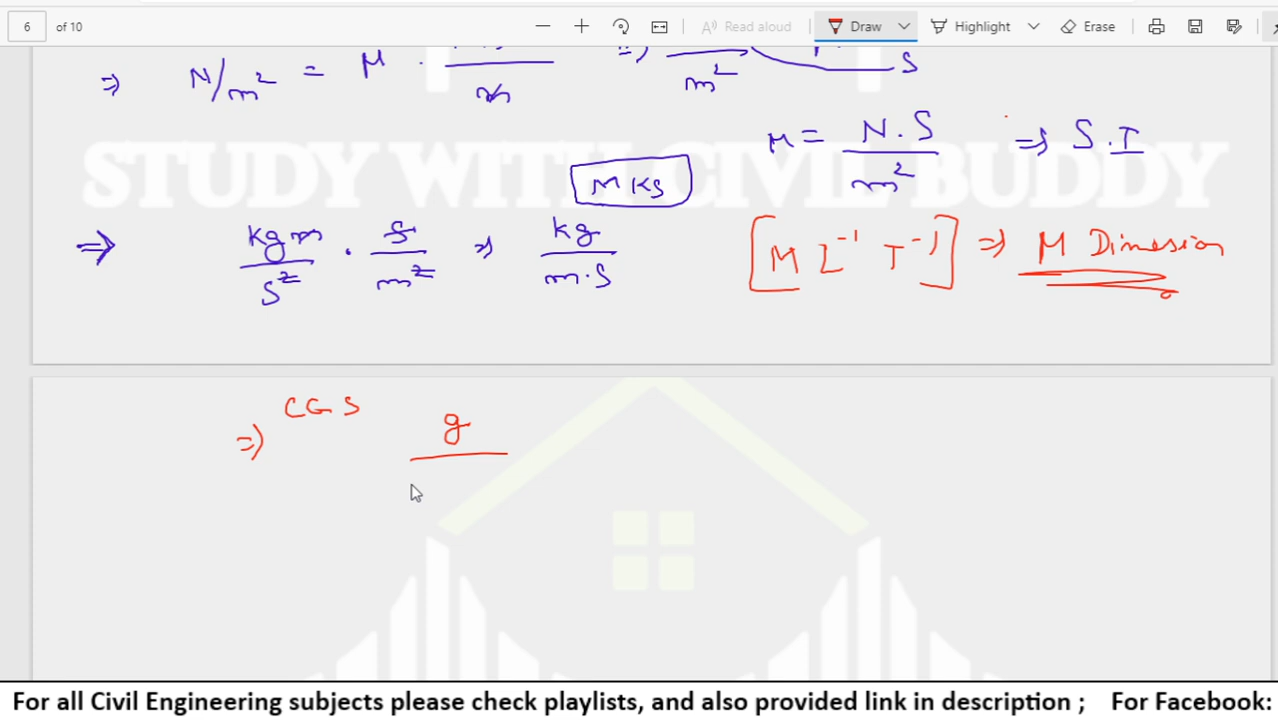 6 of 10 Read aloud Draw Highlight Erase
⇒ N/m² = μ · m m² S
μ = N.S / m² ⇒ S.I
STUDY WITH CIVIL BUDDY
MKS
⇒ kg m / s² · s / m² ⇒ kg / m.s [M L⁻¹ T⁻¹] ⇒ μ Dimesion
⇒ CGS g
For all Civil Engineering subjects please check playlists, and also provided link in description ; For Facebook: